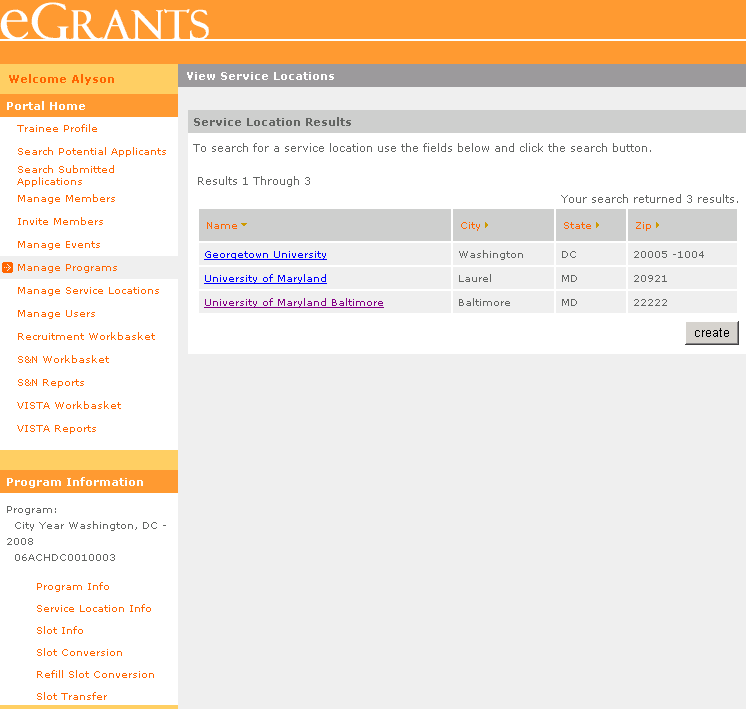 eGRANTS
Welcome Alyson
Portal Home
Trainee Profile
Search Potential Applicants
Search Submitted
Applications
Manage Members
Invite Members
Manage Events
Manage Programs
Manage Service Locations
Manage Users
Recruitment Workbasket
S&N Workbasket
S&N Reports
VISTA Workbasket
VISTA Reports
Program Information
Program:
City Year Washington, DC -
2008
06ACHDC0010003
Program Info
Service Location Info
Slot Info
Slot Conversion
Refill Slot Conversion
Slot Transfer
View Service Locations
Service Location Results
To search for a service location use the fields below and click the search button.
Results 1 Through 3
Your search returned 3 results.
Name City State Zip
Georgetown University Washington DC 20005 -1004
University of Maryland Laurel MD 20921
University of Maryland Baltimore Baltimore MD 22222
create